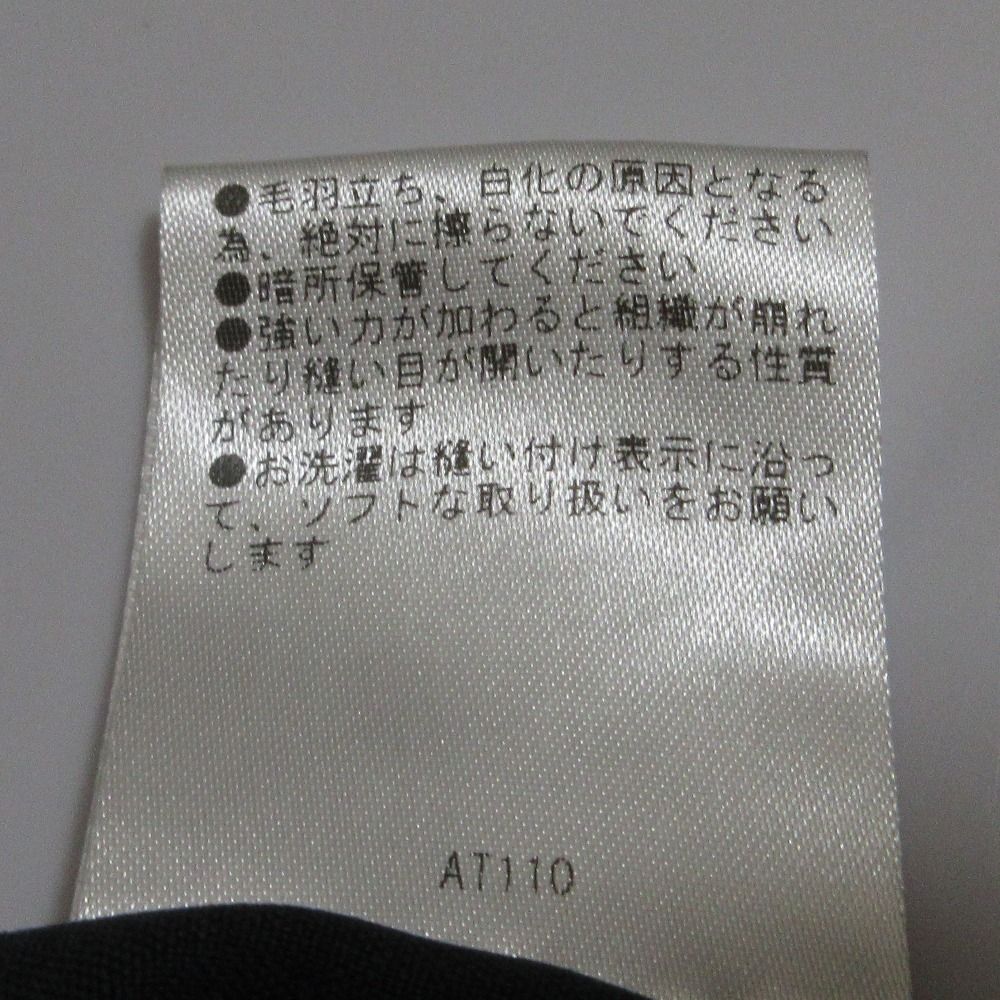 ●毛羽立ち、白化の原因となる
為、絶対に擦らないでください
●暗所保管してください
●強い力が加わると組織が崩れ
たり縫い目が開いたりする性質
があります
●お洗濯は縫い付け表示に沿っ
て、ソフトな取り扱いをお願い
します
AT110